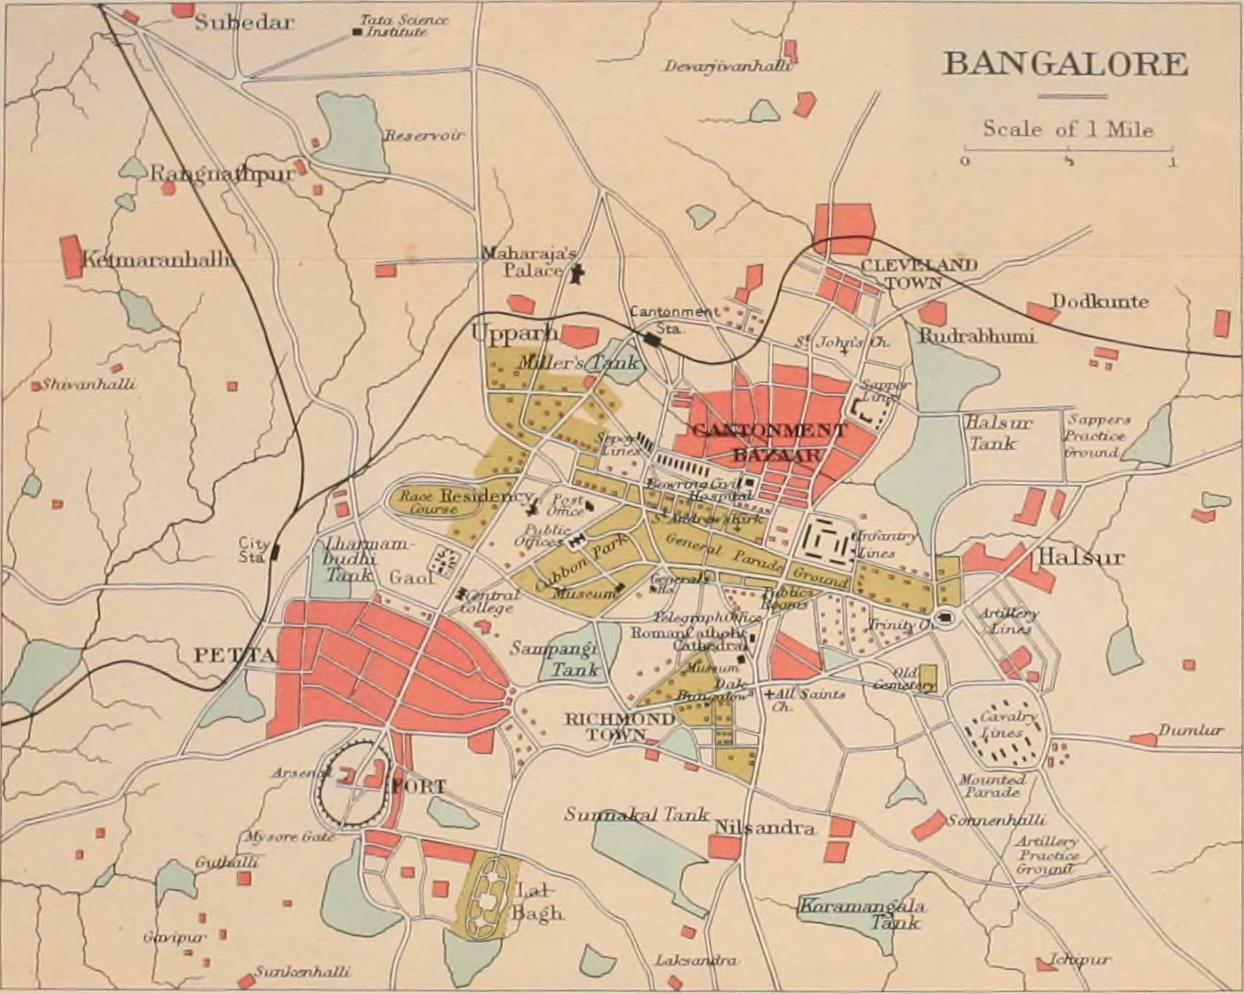 BANGALORE
Scale of 1 Mile
0 ½ 1
Subedar
Tata Science
Institute
Devarjivanhalli
Reservoir
Rangnathpur
Ketmaranhalli
Maharaja's
Palace
CLEVELAND
TOWN
Dodkunte
Cantonment
Sta.
Upparh
Rudrabhumi
St. John's Ch.
Miller's Tank
Shivanhalli
Sapper
Lines
Halsur
Tank
Sappers
Practice
Ground
CANTONMENT
BAZAAR
Sepoy
Lines
Bowring Civil
Hospital
Race
Course
Residency
Post
Office
St. Andrew's Kirk
Public
Offices
General Parade Ground
Infantry
Lines
City
Sta.
Dharmam-
budhi
Tank
Gaol
Cubbon Park
Museum
General's
Ho.
Halsur
Central
College
Public
Rooms
Telegraph Office
Trinity Ch.
Artillery
Lines
Roman Catholic
Cathedral
Sampangi
Tank
PETTA
Museum
Dak
Bungalow
Old
Cemetery
All Saints
Ch.
RICHMOND
TOWN
Cavalry
Lines
Dumlur
Arsenal
FORT
Mounted
Parade
Mysore Gate
Sunnakal Tank
Nilsandra
Sonnenhalli
Artillery
Practice
Ground
Guthalli
Lal
Bagh
Koramangala
Tank
Gavipur
Sunkenhalli
Laksandra
Ichipur